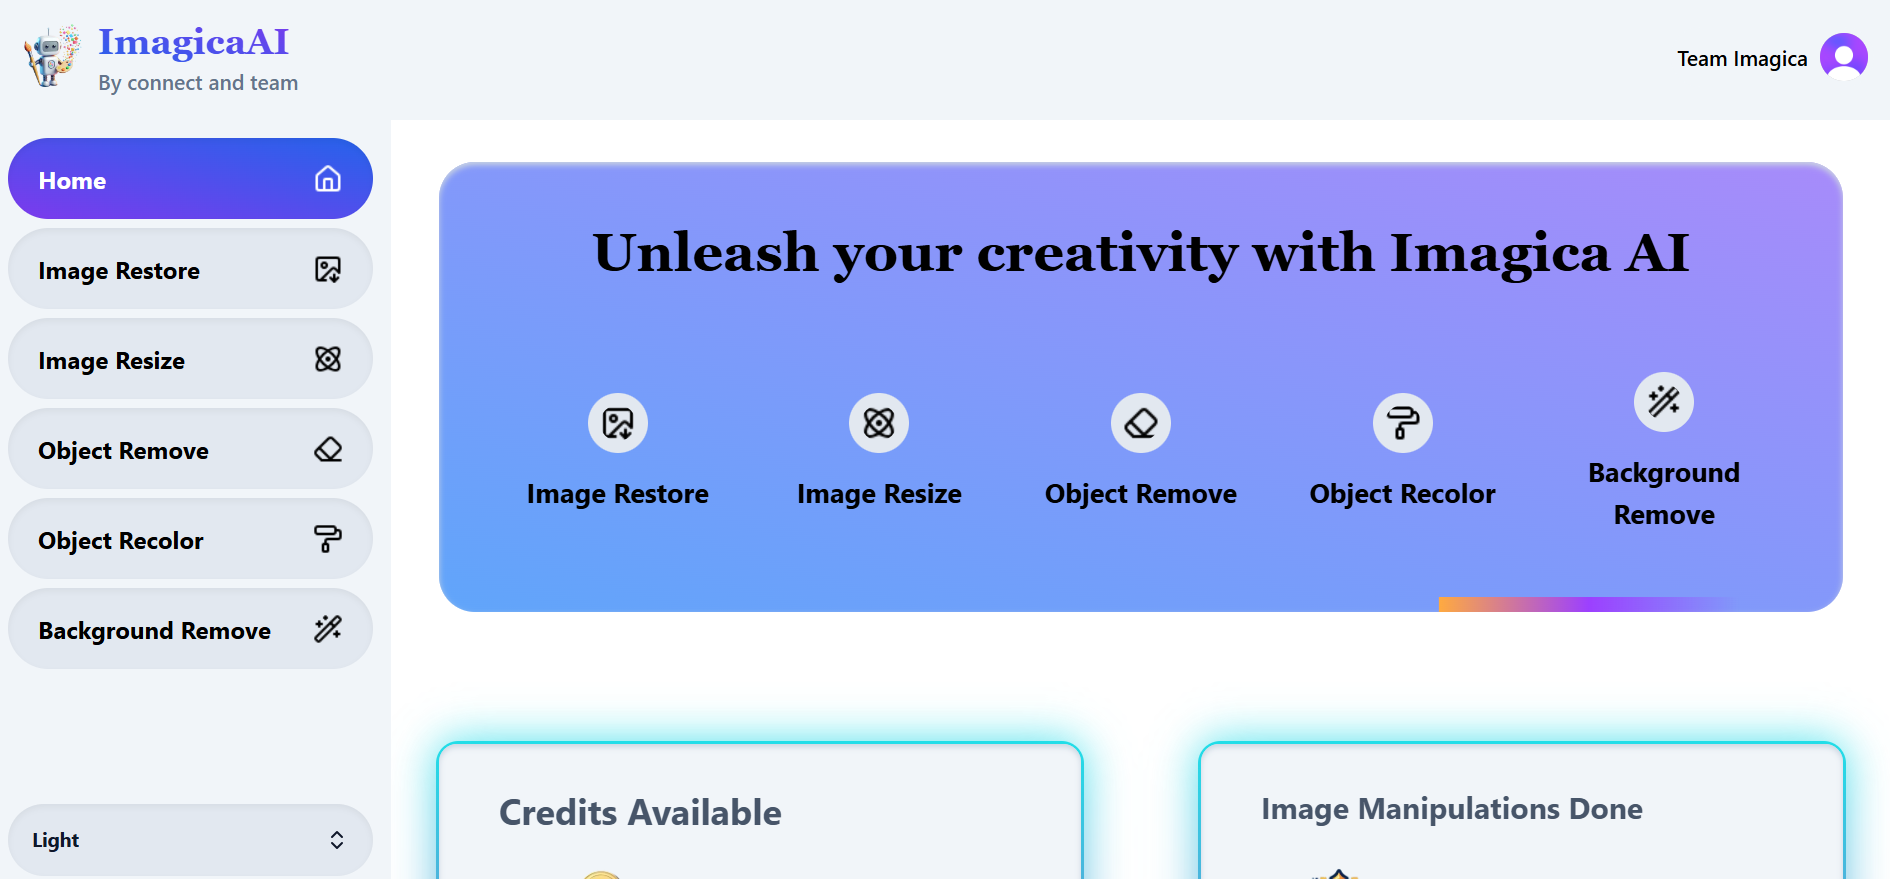 ImagicaAI
By connect and team
Team Imagica
Home
Image Restore
Image Resize
Object Remove
Object Recolor
Background Remove
Light
Unleash your creativity with Imagica AI
Image Restore
Image Resize
Object Remove
Object Recolor
Background
Remove
Credits Available
Image Manipulations Done